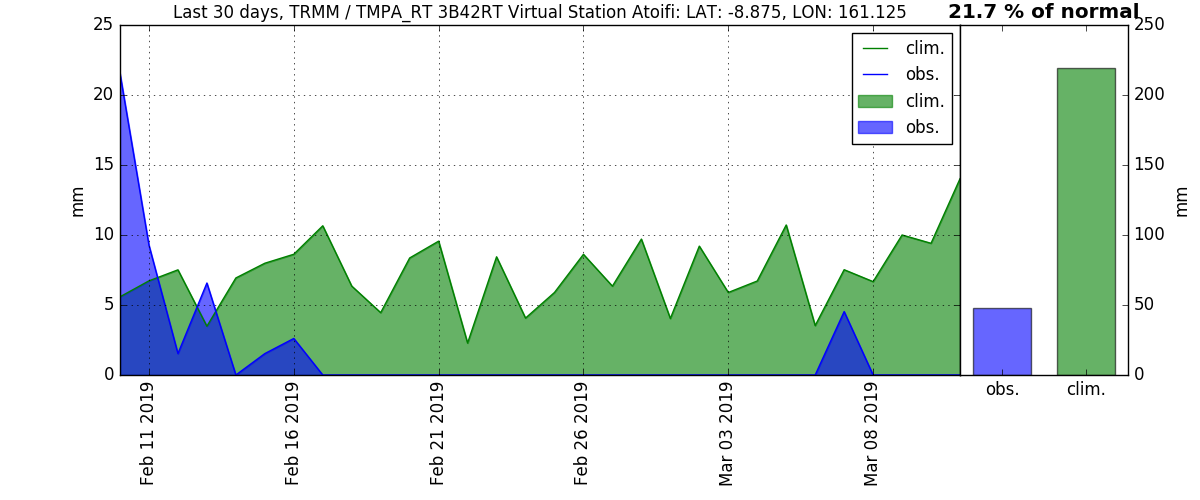 Last 30 days, TRMM / TMPA_RT 3B42RT Virtual Station Atoifi: LAT: -8.875, LON: 161.125
21.7 % of normal
clim.
obs.
clim.
obs.
25
20
15
10
5
0
mm
250
200
150
100
50
0
mm
Feb 11 2019
Feb 16 2019
Feb 21 2019
Feb 26 2019
Mar 03 2019
Mar 08 2019
obs.
clim.